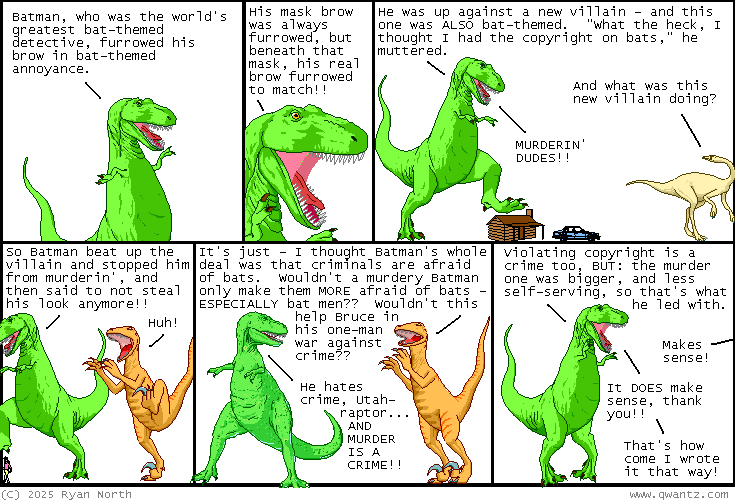 Batman, who was the world's
greatest bat-themed
detective, furrowed his
brow in bat-themed
annoyance.
His mask brow
was always
furrowed, but
beneath that
mask, his real
brow furrowed
to match!!
He was up against a new villain - and this
one was ALSO bat-themed.  "What the heck, I
thought I had the copyright on bats," he
muttered.
And what was this
new villain doing?
MURDERIN'
DUDES!!
So Batman beat up the
villain and stopped him
from murderin', and
then said to not steal
his look anymore!!
Huh!
It's just - I thought Batman's whole
deal was that criminals are afraid
of bats.  Wouldn't a murdery Batman
only make them MORE afraid of bats -
ESPECIALLY bat men??  Wouldn't this
help Bruce in
his one-man
war against
crime??
He hates
crime, Utah-
raptor...
AND
MURDER
IS A
CRIME!!
Violating copyright is a
crime too, BUT: the murder
one was bigger, and less
self-serving, so that's what
he led with.
Makes
sense!
It DOES make
sense, thank
you!!
That's how
come I wrote
it that way!
(C) 2025 Ryan North
www.qwantz.com